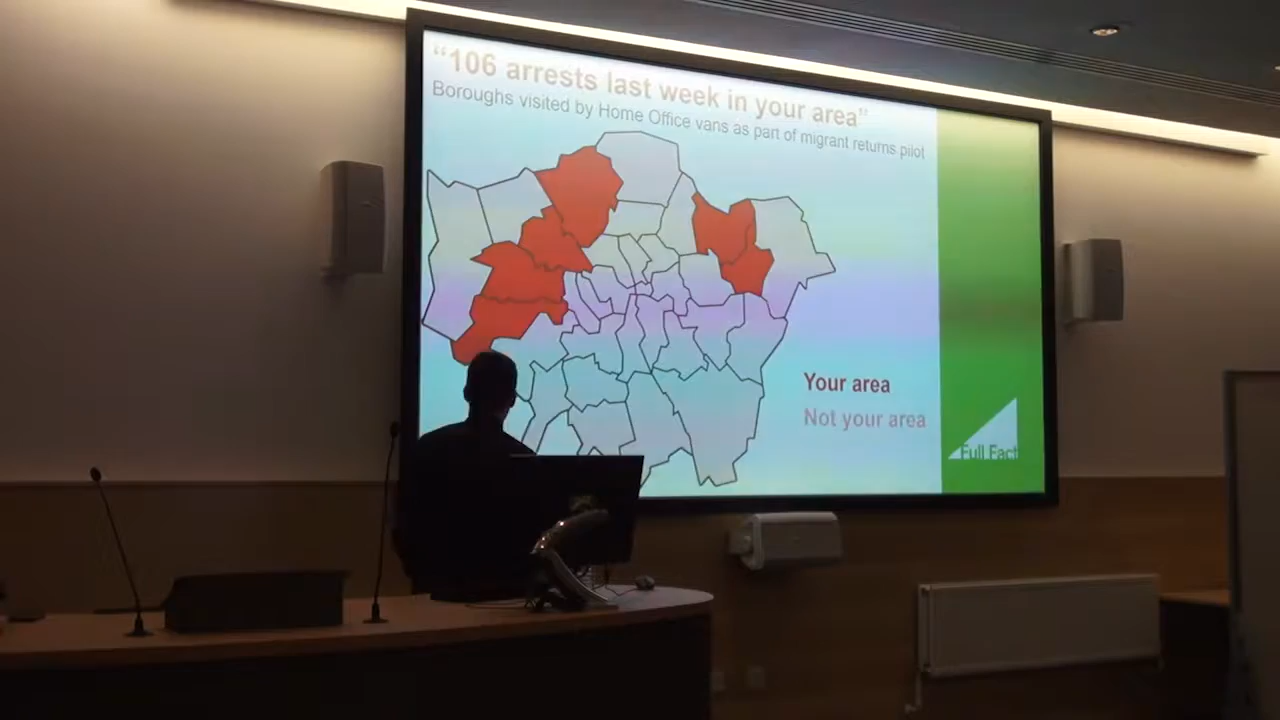 “106 arrests last week in your area”
Boroughs visited by Home Office vans as part of migrant returns pilot
Your area
Not your area
Full Fact